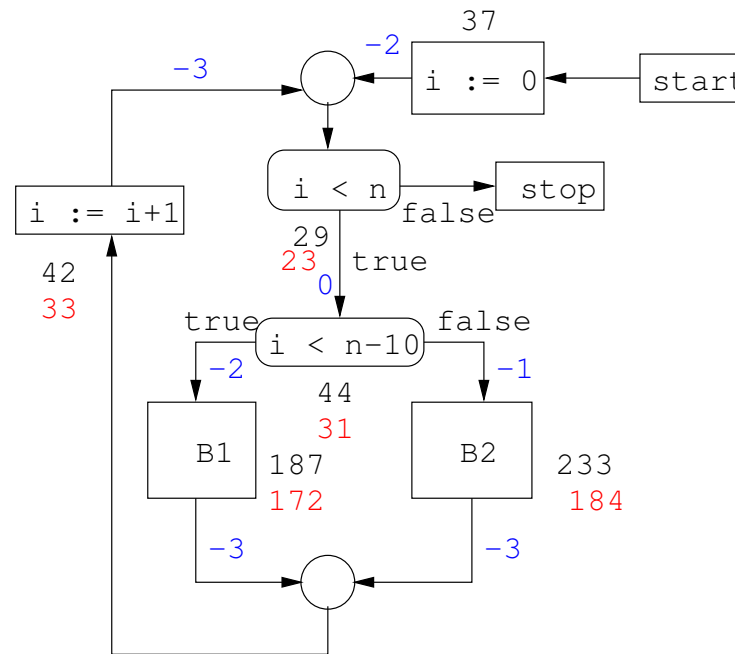 37
−2
−3
i := 0
start
i < n
stop
false
i := i+1
29
23
true
0
42
33
true
false
i < n−10
−2
−1
44
31
B1
B2
187
233
172
184
−3
−3